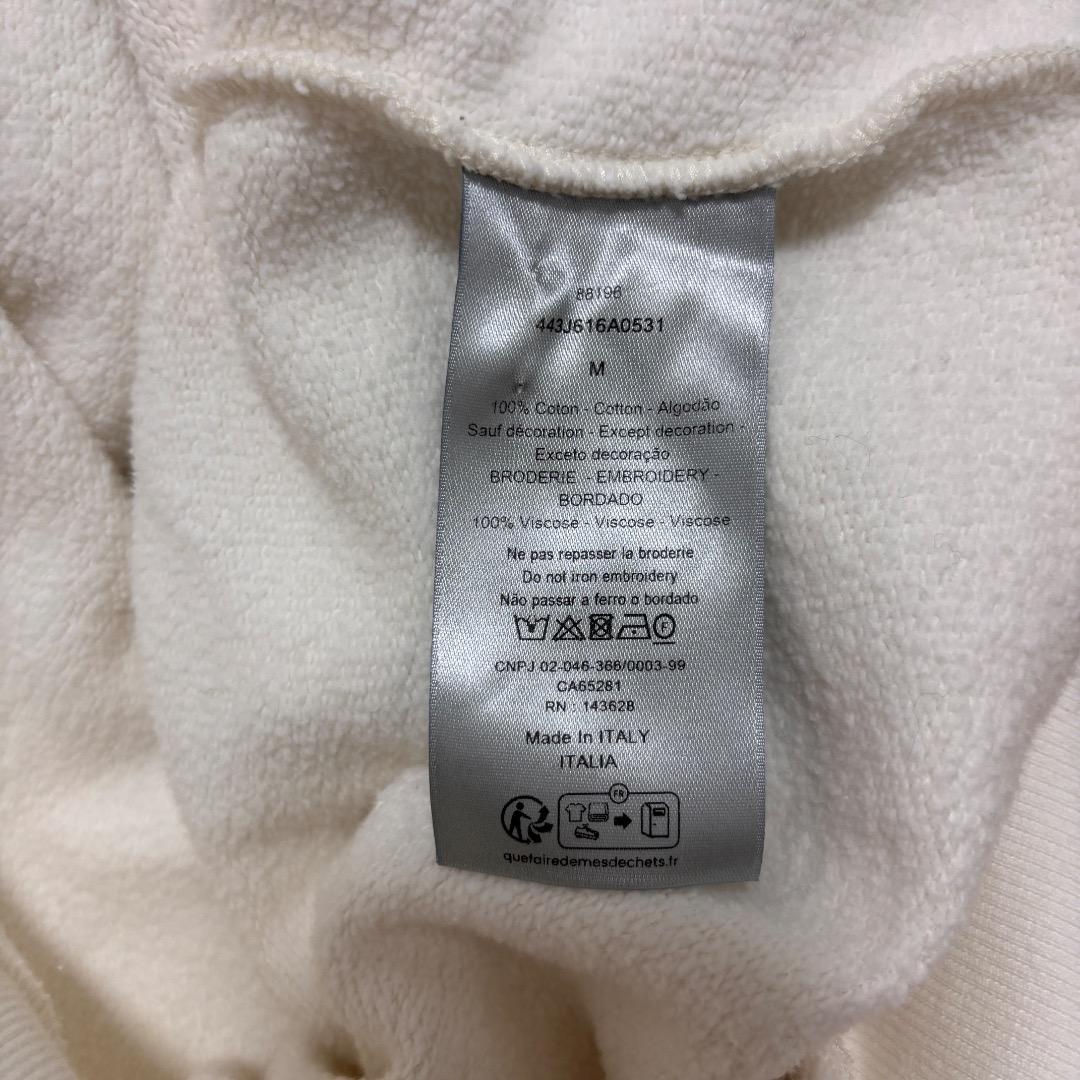 88196
443J616A0531
M
100% Coton - Cotton - Algodão
Sauf décoration - Except decoration -
Exceto decoração
BRODERIE - EMBROIDERY -
BORDADO
100% Viscose - Viscose - Viscose
Ne pas repasser la broderie
Do not iron embroidery
Não passar a ferro o bordado
F
CNPJ 02-046-366/0003-99
CA65281
RN : 143628
Made In ITALY
ITALIA
FR
quefairedemesdechets.fr